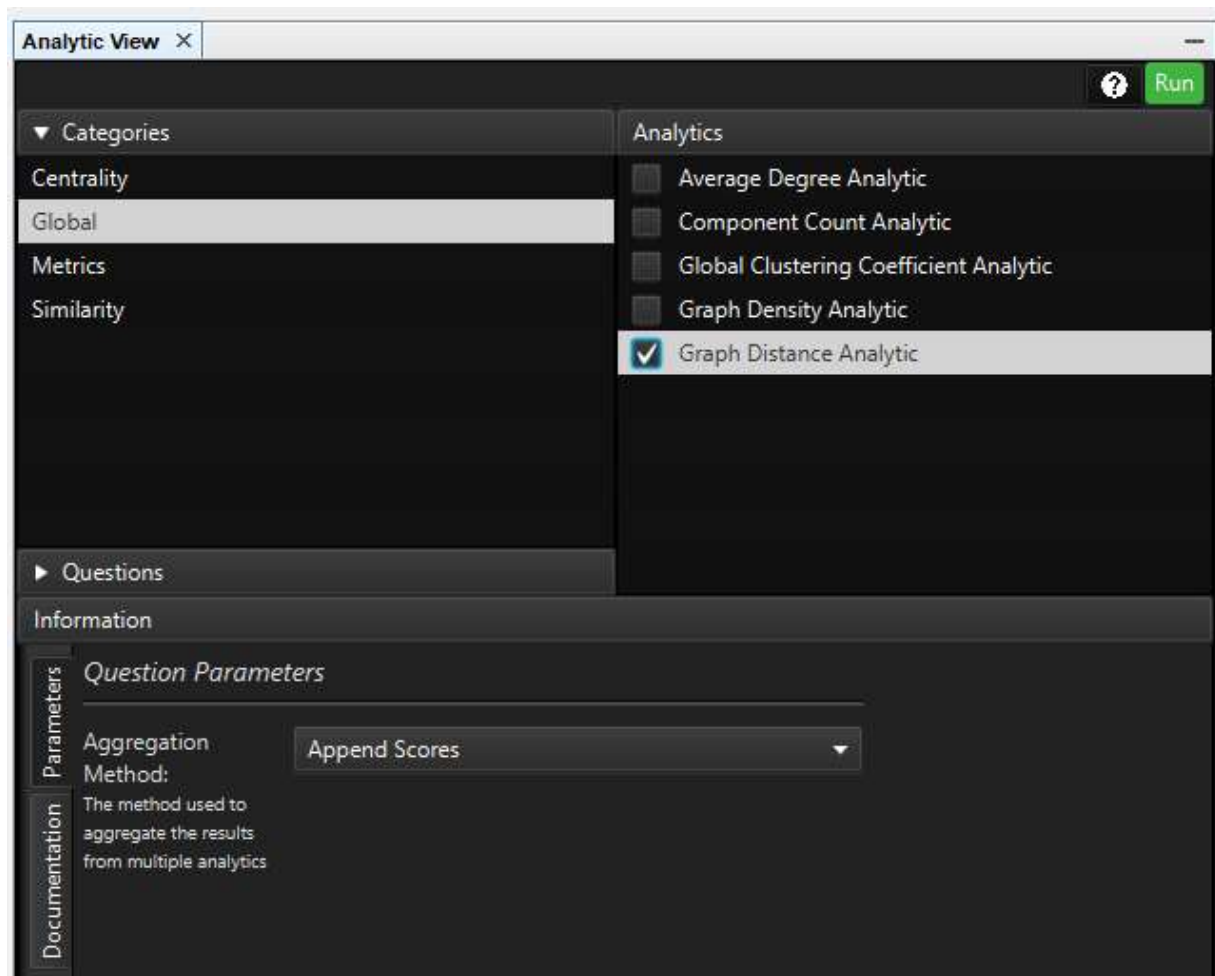 Analytic View
? Run
Categories
Centrality
Global
Metrics
Similarity
Questions
Analytics
Average Degree Analytic
Component Count Analytic
Global Clustering Coefficient Analytic
Graph Density Analytic
Graph Distance Analytic
Information
Parameters
Documentation
Question Parameters
Aggregation
Method:
The method used to
aggregate the results
from multiple analytics
Append Scores